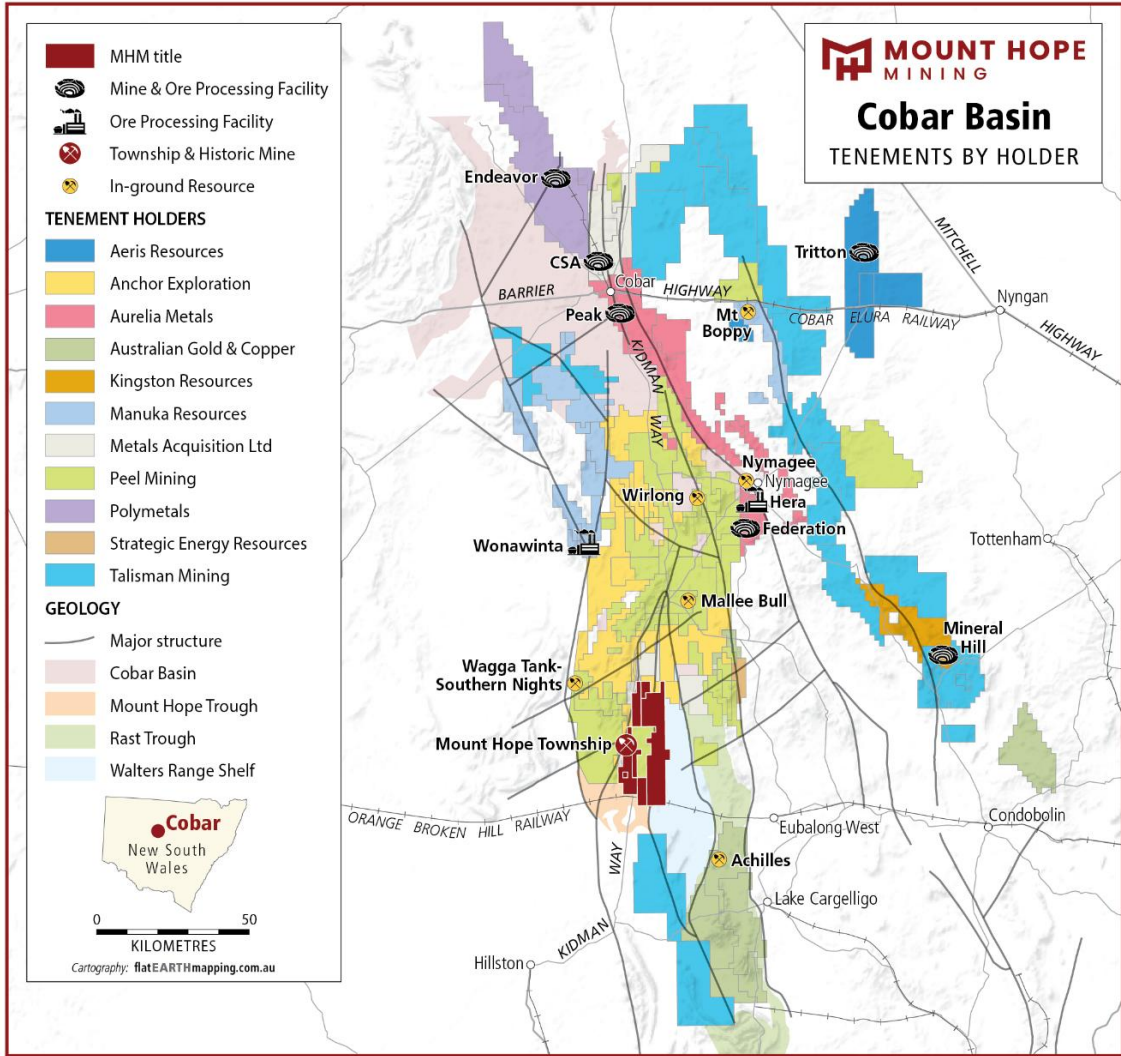 MHM title
Mine & Ore Processing Facility
Ore Processing Facility
Township & Historic Mine
In-ground Resource
TENEMENT HOLDERS
Aeris Resources
Anchor Exploration
Aurelia Metals
Australian Gold & Copper
Kingston Resources
Manuka Resources
Metals Acquisition Ltd
Peel Mining
Polymetals
Strategic Energy Resources
Talisman Mining
GEOLOGY
Major structure
Cobar Basin
Mount Hope Trough
Rast Trough
Walters Range Shelf
Cobar
New South
Wales
0 50
KILOMETRES
Cartography: flatEARTHmapping.com.au
MOUNT HOPE
MINING
Cobar Basin
TENEMENTS BY HOLDER
Endeavor
CSA
Cobar
BARRIER HIGHWAY
Peak
Tritton
MITCHELL
HIGHWAY
Nyngan
Mt
Boppy
COBAR ELURA RAILWAY
KIDMAN
WAY
Nymagee
Nymagee
Wirlong
Hera
Federation
Wonawinta
Tottenham
Mallee Bull
Mineral
Hill
Wagga Tank-
Southern Nights
Mount Hope Township
ORANGE BROKEN HILL RAILWAY
Eubalong West
Condobolin
Achilles
WAY
KIDMAN
Lake Cargelligo
Hillston